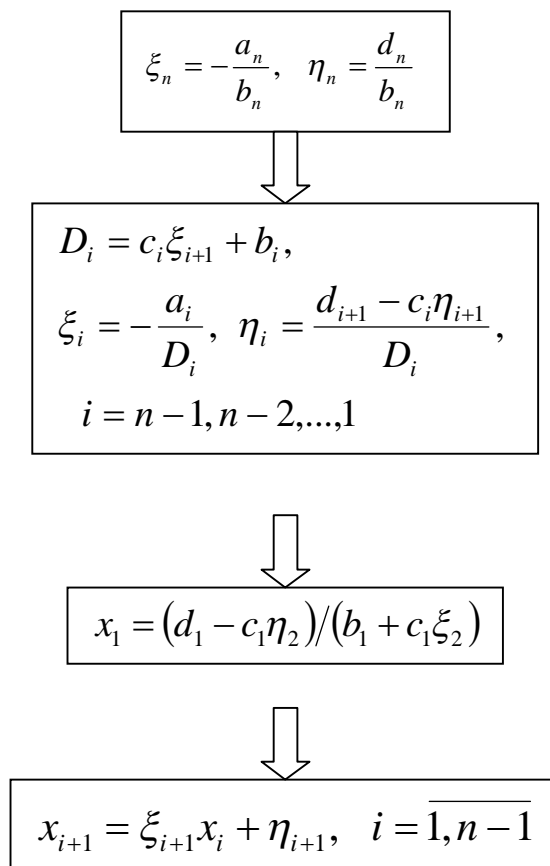 ξ_n = -a_n/b_n, η_n = d_n/b_n
D_i = c_i ξ_{i+1} + b_i,
ξ_i = -a_i/D_i, η_i = (d_{i+1} - c_i η_{i+1})/D_i,
i = n-1, n-2,...,1
x_1 = (d_1 - c_1 η_2)/(b_1 + c_1 ξ_2)
x_{i+1} = ξ_{i+1} x_i + η_{i+1}, i = \overline{1, n-1}